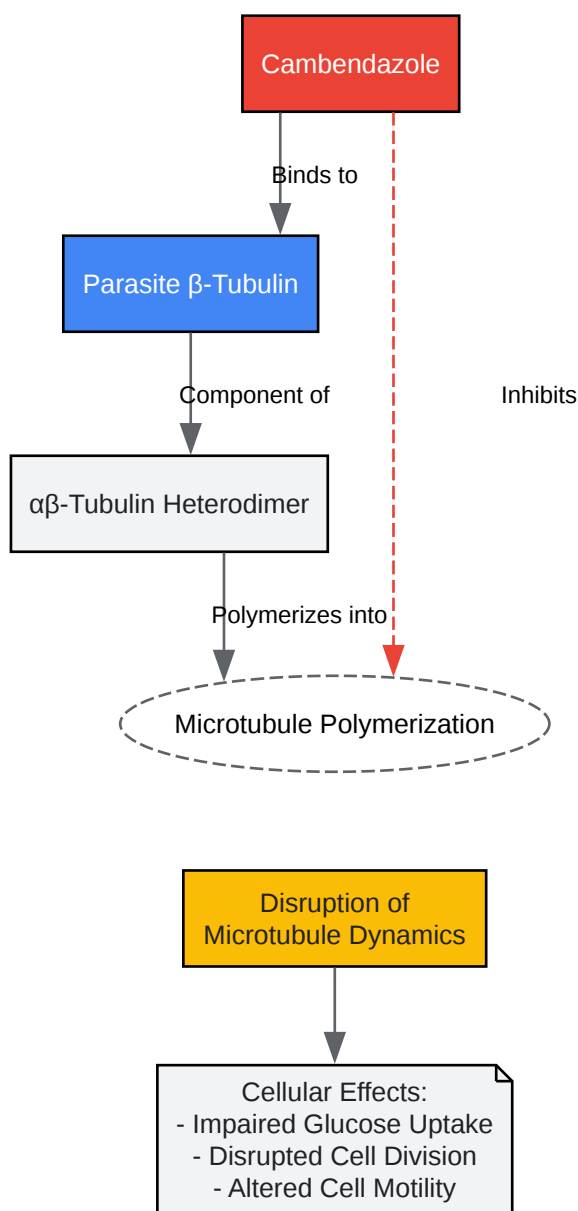 Cambendazole
Binds to
Parasite β-Tubulin
Component of
Inhibits
αβ-Tubulin Heterodimer
Polymerizes into
Microtubule Polymerization
Disruption of
Microtubule Dynamics
Cellular Effects:
- Impaired Glucose Uptake
- Disrupted Cell Division
- Altered Cell Motility